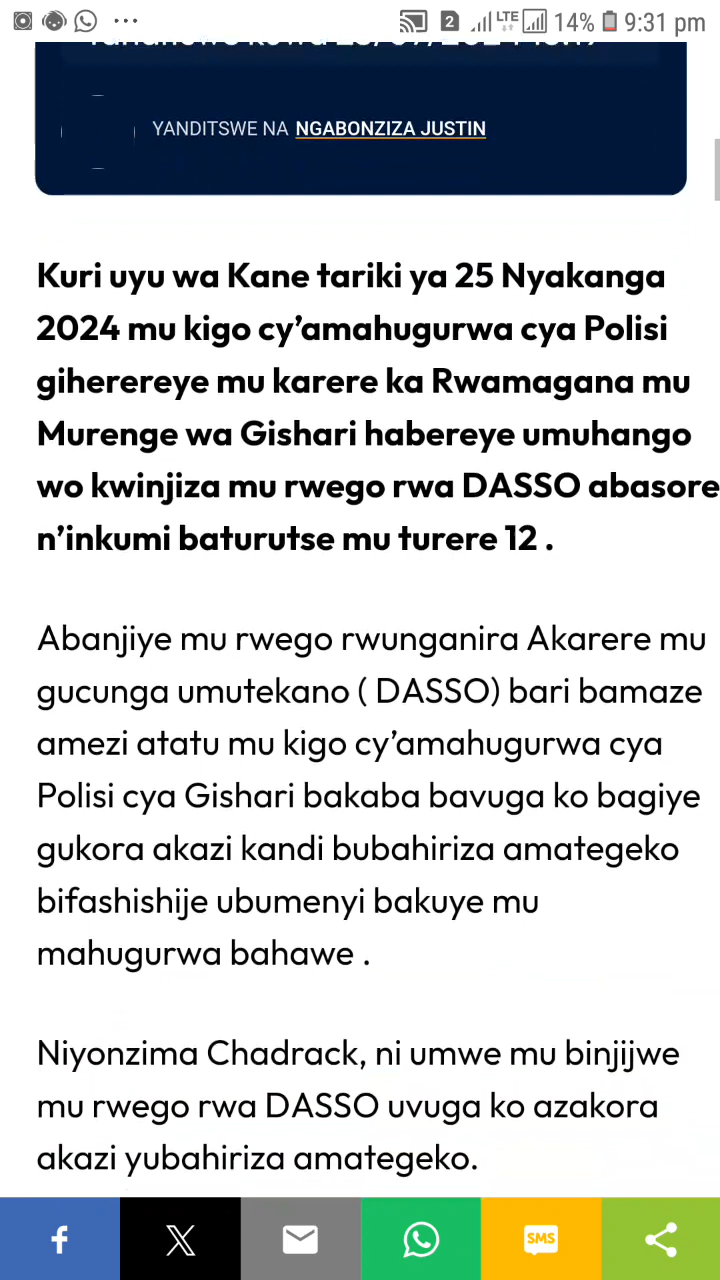 2 LTE 14% 9:31 pm
YANDITSWE NA NGABONZIZA JUSTIN
Kuri uyu wa Kane tariki ya 25 Nyakanga
2024 mu kigo cy’amahugurwa cya Polisi
giherereye mu karere ka Rwamagana mu
Murenge wa Gishari habereye umuhango
wo kwinjiza mu rwego rwa DASSO abasore
n’inkumi baturutse mu turere 12 .
Abanjiye mu rwego rwunganira Akarere mu
gucunga umutekano ( DASSO) bari bamaze
amezi atatu mu kigo cy’amahugurwa cya
Polisi cya Gishari bakaba bavuga ko bagiye
gukora akazi kandi bubahiriza amategeko
bifashishije ubumenyi bakuye mu
mahugurwa bahawe .
Niyonzima Chadrack, ni umwe mu binjijwe
mu rwego rwa DASSO uvuga ko azakora
akazi yubahiriza amategeko.
SMS